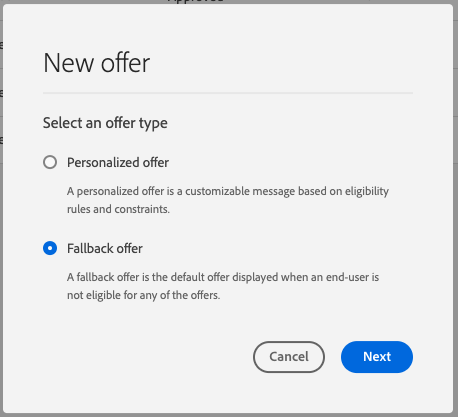 Approved
New offer
Select an offer type
Personalized offer
A personalized offer is a customizable message based on eligibility
rules and constraints.
Fallback offer
A fallback offer is the default offer displayed when an end-user is
not eligible for any of the offers.
Cancel
Next